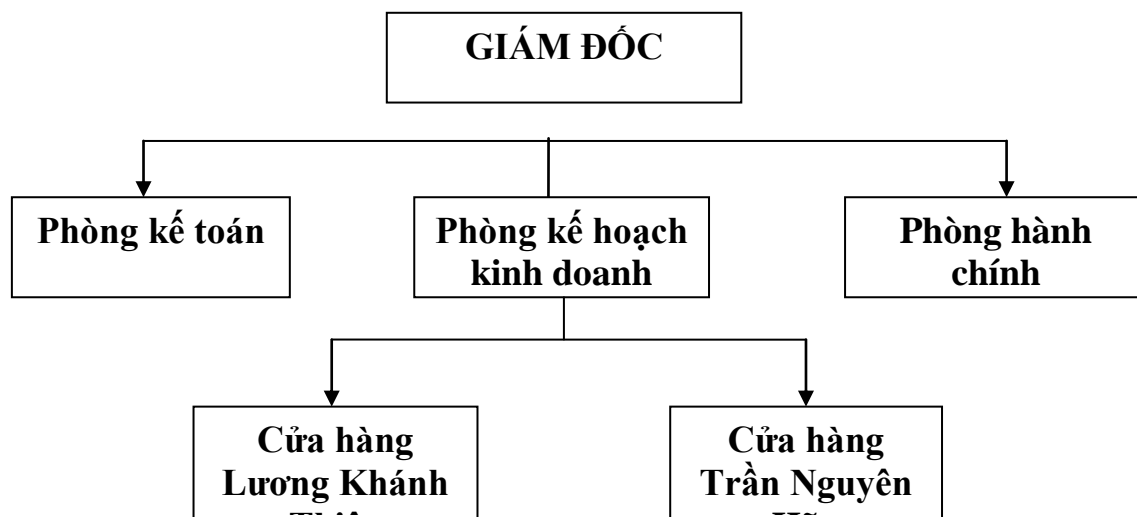 GIÁM ĐỐC
Phòng kế toán
Phòng kế hoạch
kinh doanh
Phòng hành
chính
Cửa hàng
Lương Khánh
Cửa hàng
Trần Nguyên